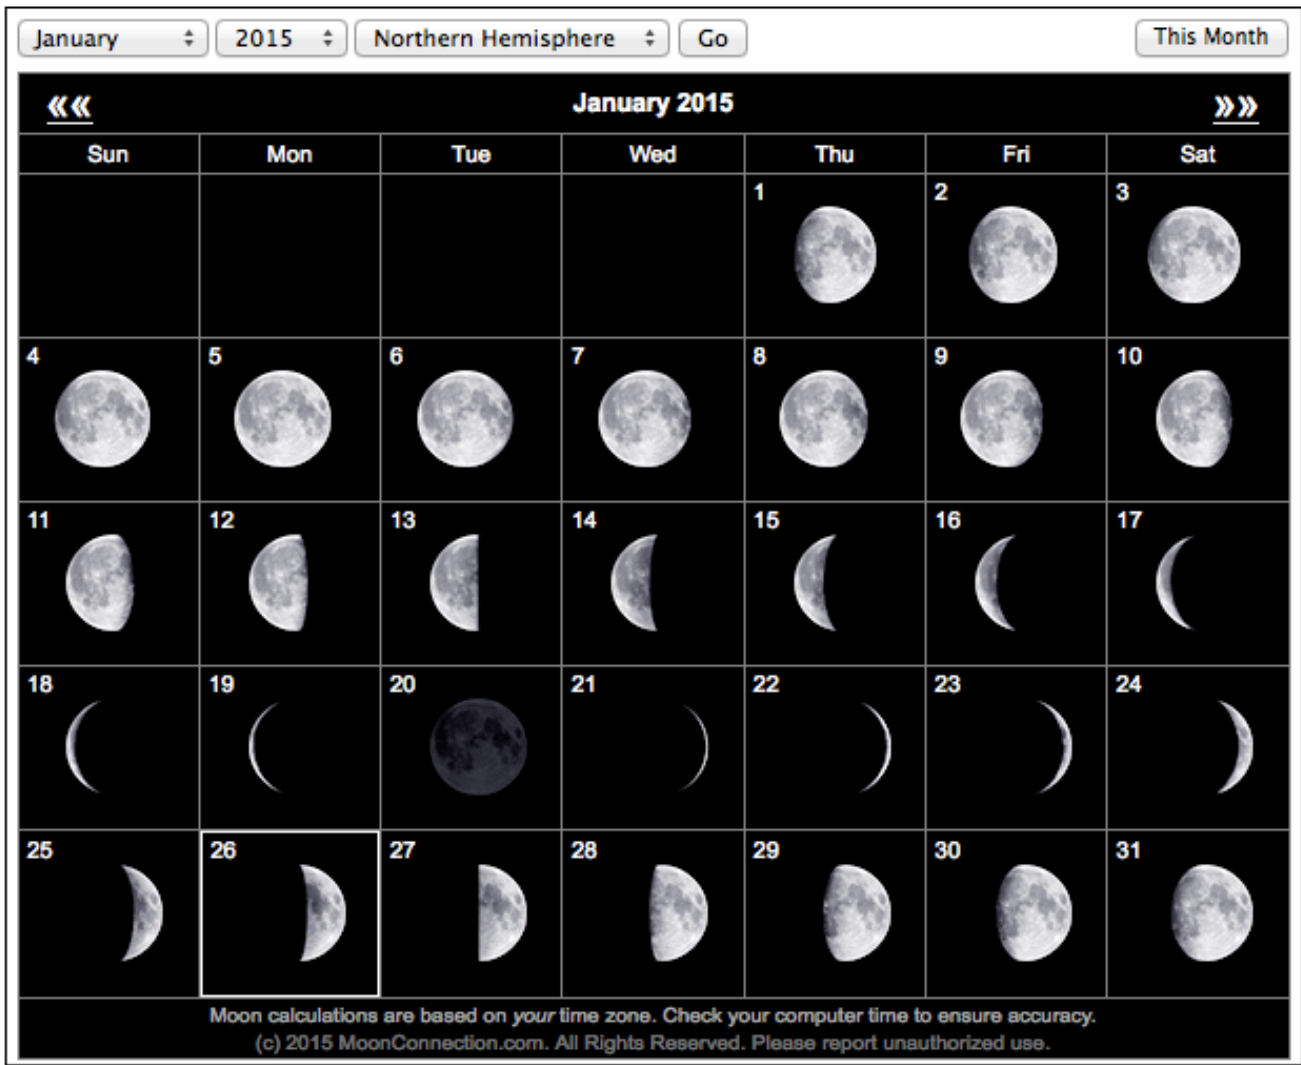 January 2015 Northern Hemisphere Go This Month
«« January 2015 »»
Sun Mon Tue Wed Thu Fri Sat
1 2 3
4 5 6 7 8 9 10
11 12 13 14 15 16 17
18 19 20 21 22 23 24
25 26 27 28 29 30 31
Moon calculations are based on your time zone. Check your computer time to ensure accuracy.
(c) 2015 MoonConnection.com. All Rights Reserved. Please report unauthorized use.